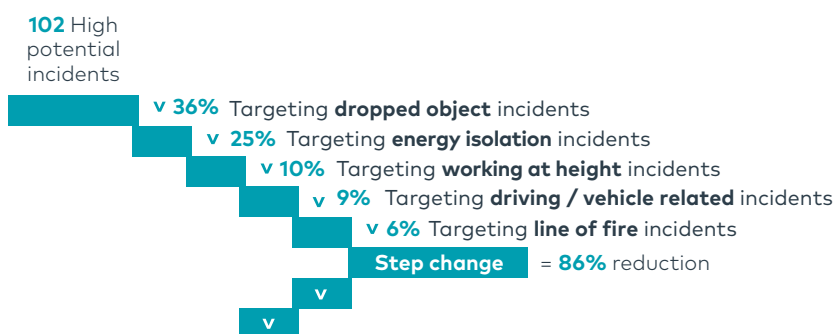 102 High
potential
incidents
v 36% Targeting dropped object incidents
v 25% Targeting energy isolation incidents
v 10% Targeting working at height incidents
v 9% Targeting driving / vehicle related incidents
v 6% Targeting line of fire incidents
Step change = 86% reduction
v
v